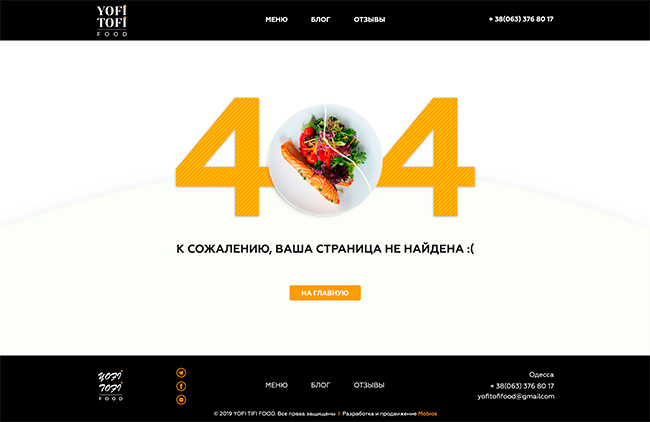 YOFI
TOFI
FOOD
МЕНЮ БЛОГ ОТЗЫВЫ
+ 38(063) 376 80 17
4 4
К СОЖАЛЕНИЮ, ВАША СТРАНИЦА НЕ НАЙДЕНА :(
НА ГЛАВНУЮ
YOFI
TOFI
FOOD
МЕНЮ БЛОГ ОТЗЫВЫ
Одесса
+ 38(063) 376 80 17
yofitofifood@gmail.com
© 2019 YOFI TIFI FOOD. Все права защищены I Разработка и продвижение Mobios